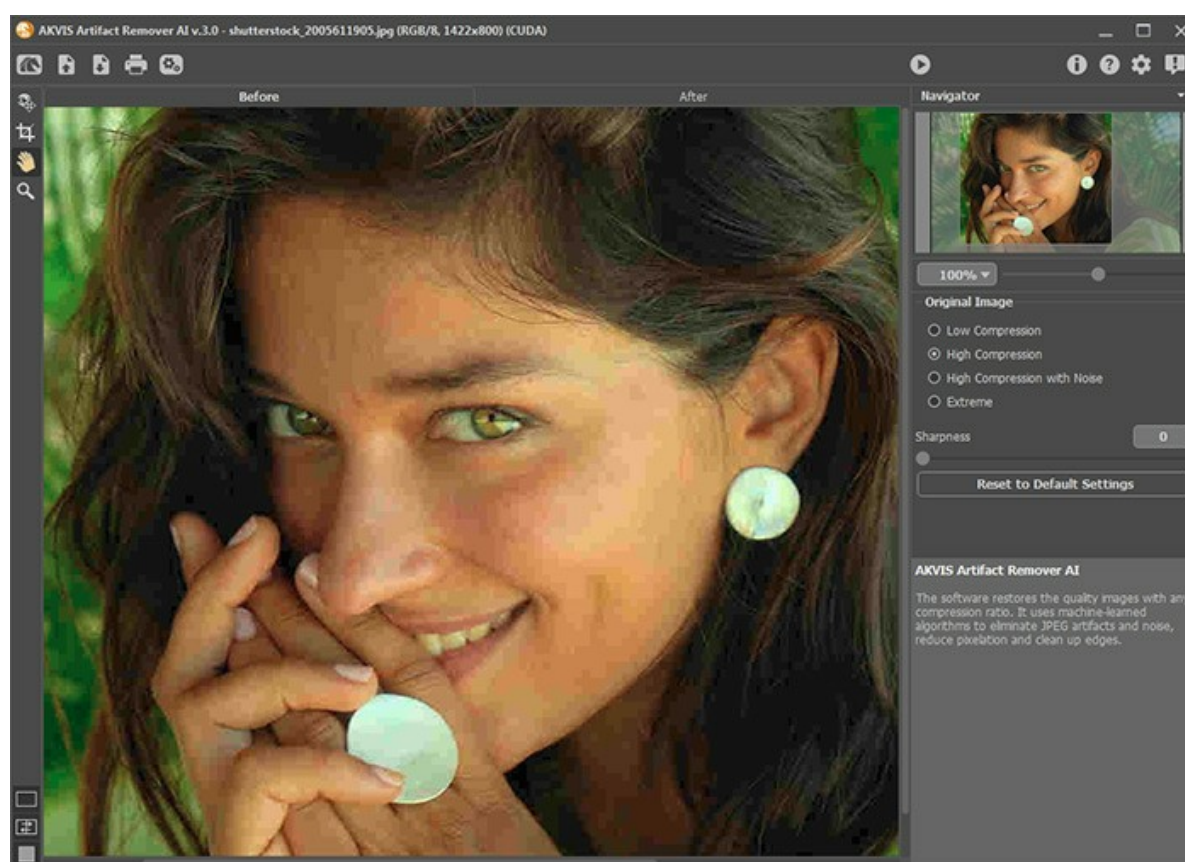 AKVIS Artifact Remover AI v.3.0 - shutterstock_2005611905.jpg (RGB/8, 1422x800) (CUDA)
Before
After
Navigator
100%
Original Image
Low Compression
High Compression
High Compression with Noise
Extreme
Sharpness
0
Reset to Default Settings
AKVIS Artifact Remover AI
The software restores the quality images with any
compression ratio. It uses machine-learned
algorithms to eliminate JPEG artifacts and noise,
reduce pixelation and clean up edges.